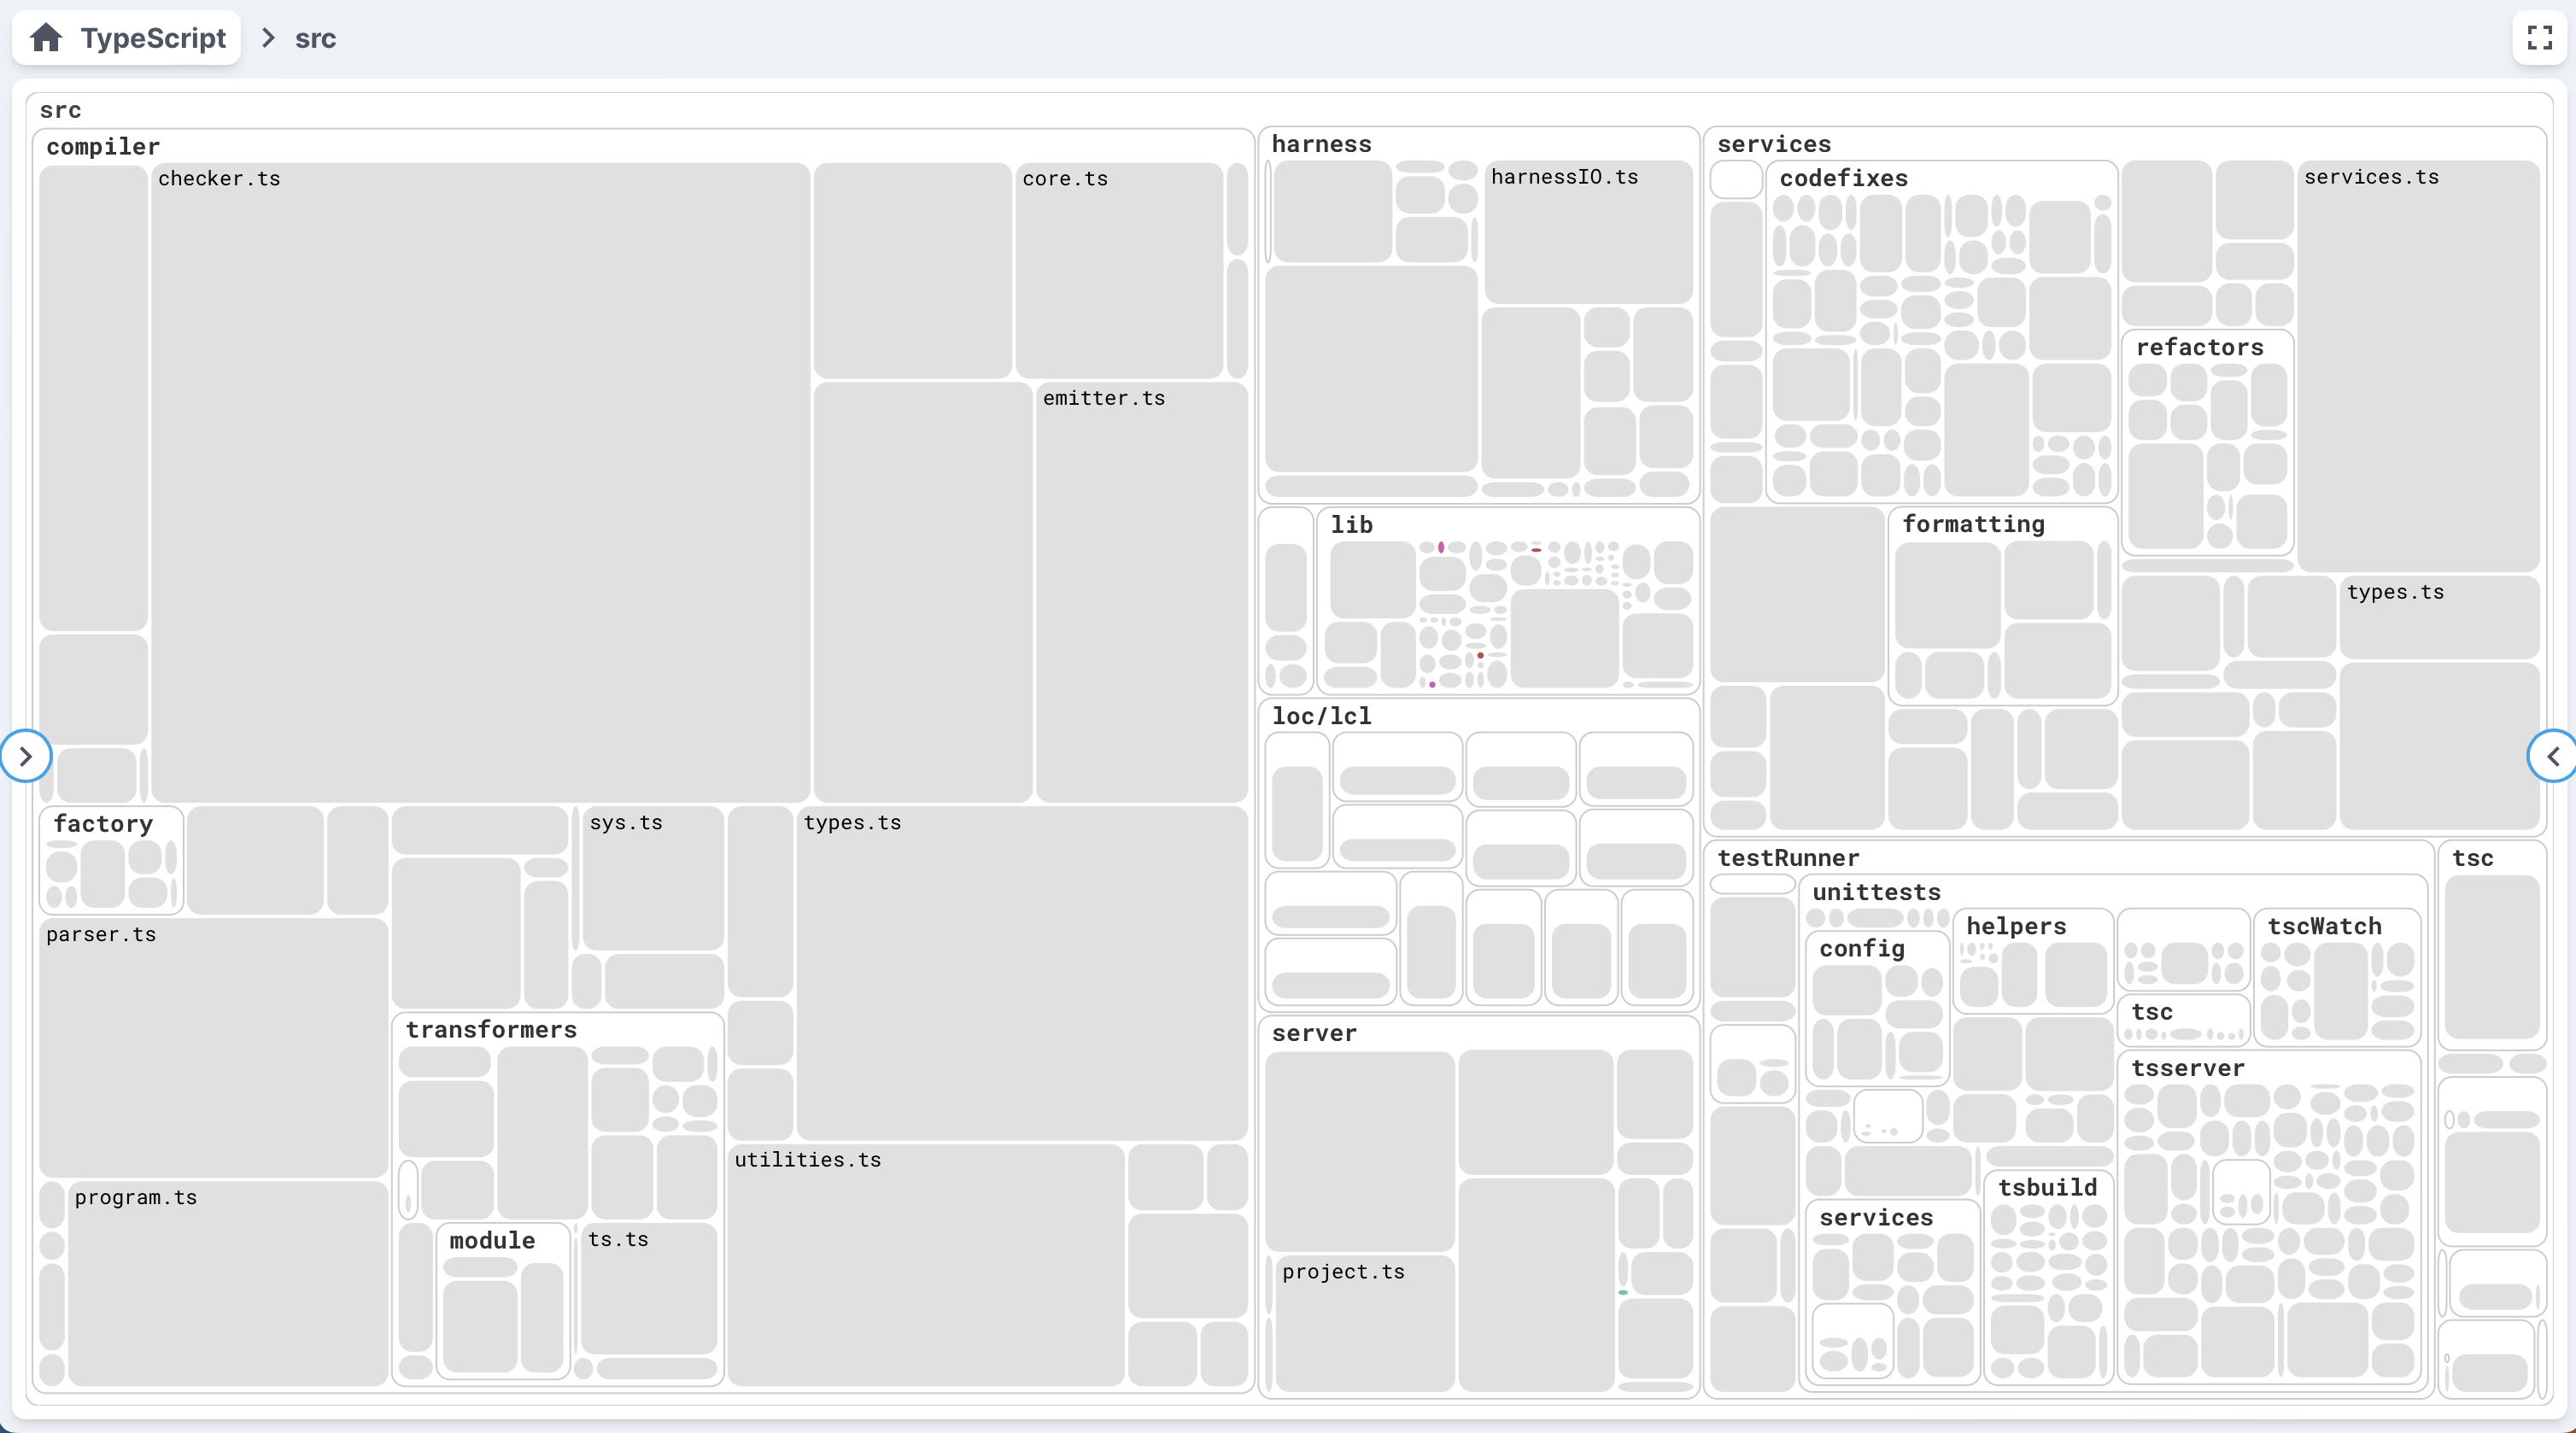 TypeScript > src
src
compiler
checker.ts
core.ts
emitter.ts
factory
sys.ts
types.ts
parser.ts
transformers
program.ts
module
ts.ts
utilities.ts
harness
harnessIO.ts
lib
loc/lcl
server
project.ts
services
codefixes
services.ts
refactors
formatting
types.ts
testRunner
unittests
config
helpers
tscWatch
tsc
tsserver
services
tsbuild
tsc